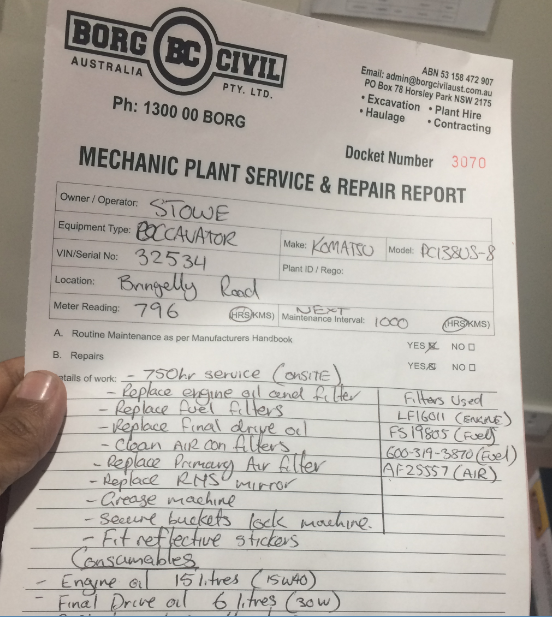 BORG BC CIVIL
AUSTRALIA PTY. LTD.
Ph: 1300 00 BORG
ABN 53 158 472 907
Email: admin@borgcivilaust.com.au
PO Box 78 Horsley Park NSW 2175
• Excavation • Plant Hire
• Haulage • Contracting
Docket Number 3070
MECHANIC PLANT SERVICE & REPAIR REPORT
Owner / Operator: STOWE
Equipment Type: EXCAVATOR Make: KOMATSU Model: PC138US-8
VIN/Serial No: 32534 Plant ID / Rego:
Location: Bringelly Road
Meter Reading: 796 (HRS/KMS) NEXT Maintenance Interval: 1000 (HRS/KMS)
A. Routine Maintenance as per Manufacturers Handbook YES NO
B. Repairs YES NO
etails of work: - 750hr service (ONSITE)
- Replace engine oil and filter Filters Used
- Replace fuel filters LF16011 (ENGINE)
- Replace Final drive oil FS19805 (Fuel)
- Clean AIR con filters 600-319-3870 (Fuel)
- Replace Primary Air filter AF25557 (AIR)
- Replace RHS mirror
- Grease machine
- Secure buckets lock machine.
- Fit reflective stickers
Consumables
- Engine oil 15 litres (15W40)
- Final Drive oil 6 litres (30W)